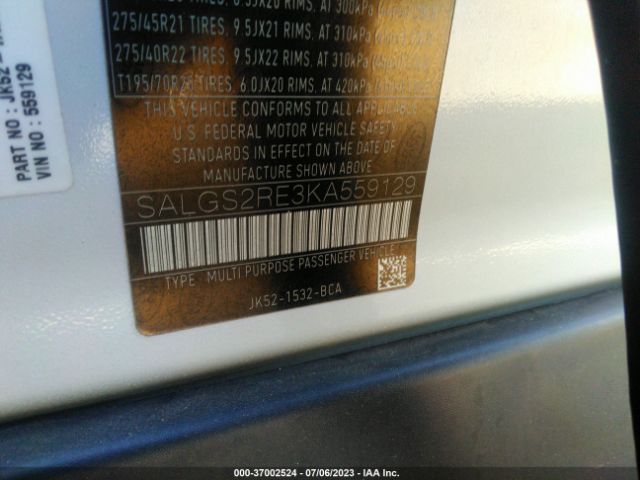 PART NO : JK52
VIN NO : 559129
275/45R21 TIRES, 9.5JX21 RIMS, AT 310kPa
275/40R22 TIRES, 9.5JX22 RIMS, AT 310kPa
TIRES, 6.0JX20 RIMS, AT 420kPa
THIS VEHICLE CONFORMS TO ALL APPLICABLE
U.S. FEDERAL MOTOR VEHICLE SAFETY
STANDARDS IN EFFECT ON THE DATE OF
MANUFACTURE SHOWN ABOVE
SALGS2RE3KA559129
TYPE: MULTI PURPOSE PASSENGER VEHICLE
JK52-1532-BCA
000-37002524 - 07/06/2023 - IAA Inc.